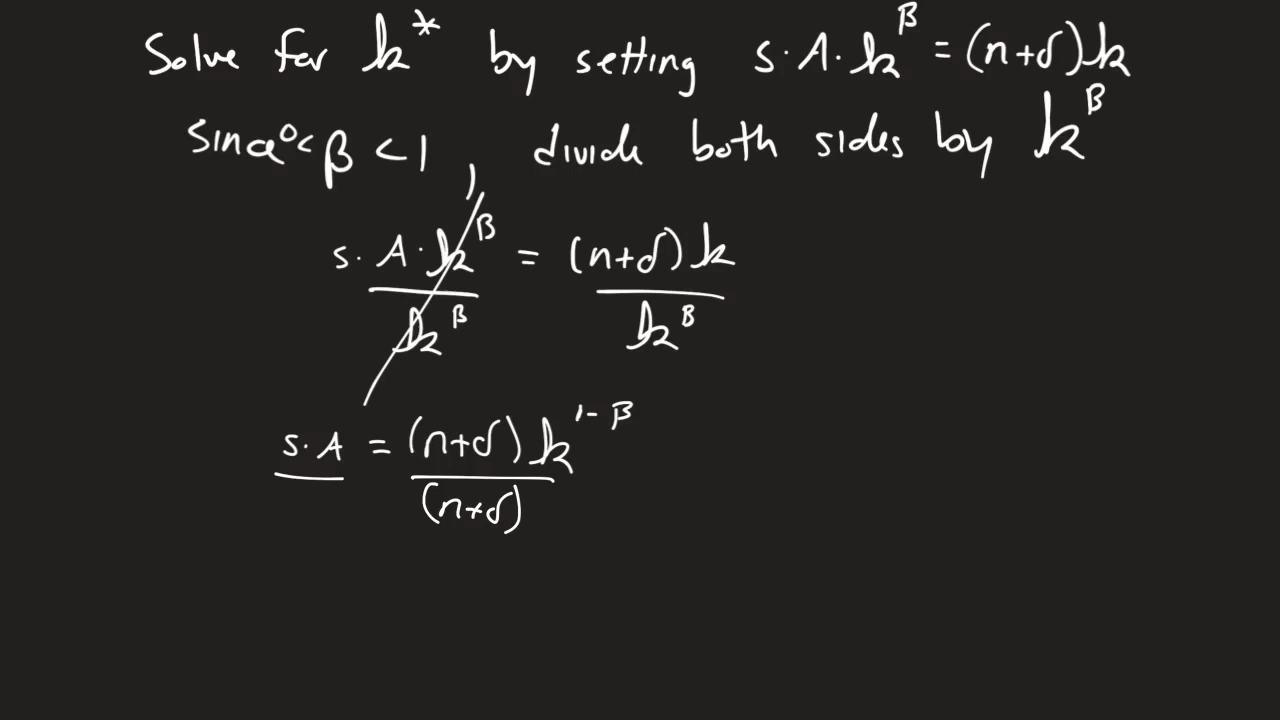 Solve for k* by setting s·A·k^β = (n+δ)k
Since 0 < β < 1, divide both sides by k^β
s·A·k^β = (n+δ)k
k^β k^β
s·A = (n+δ)k^1-β
(n+δ)